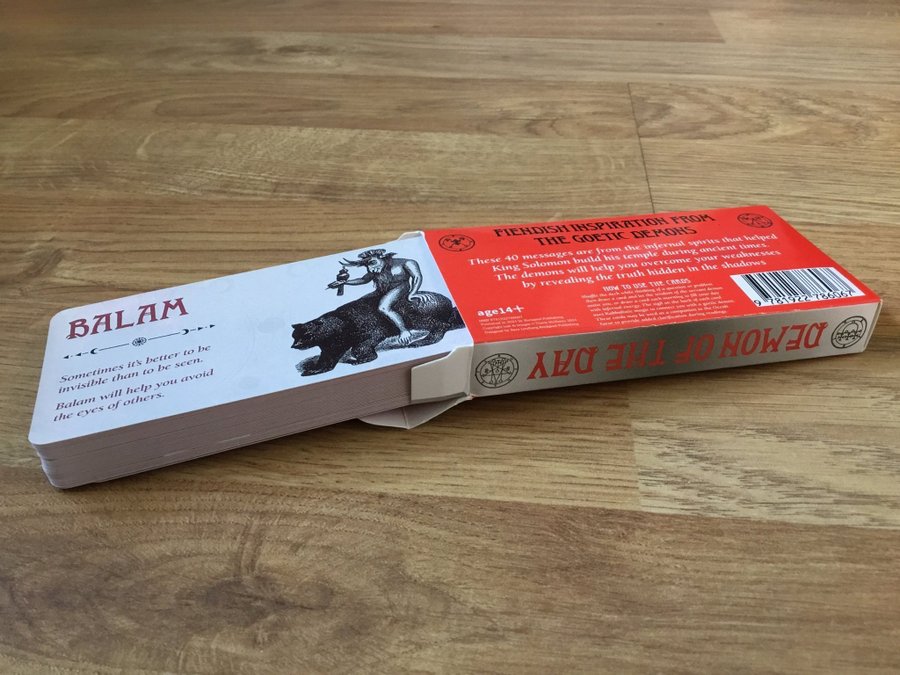 BALAM
Sometimes it's better to be
invisible than to be seen.
Balam will help you avoid
the eyes of others.
FIENDISH INSPIRATION FROM
THE GOETIC DEMONS
These 40 messages are from the infernal spirits that helped
King Solomon build his temple during ancient times.
The demons will help you overcome your weaknesses
by revealing the truth hidden in the shadows
HOW TO USE THE CARDS
age14+
9 781922 786067
DEMON OF THE DAY